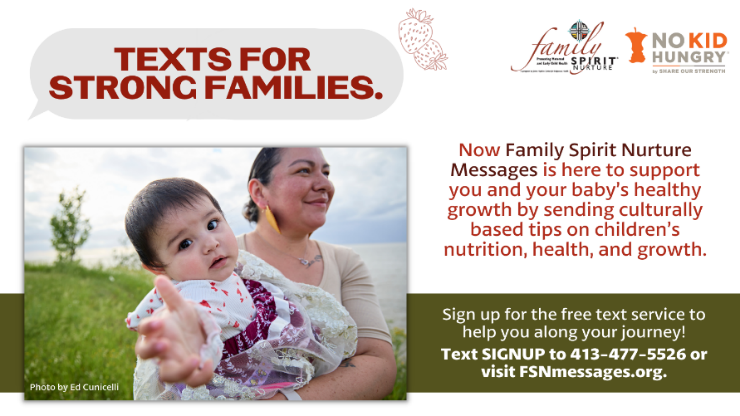 TEXTS FOR
STRONG FAMILIES.
family
SPIRIT
NURTURE
NO KID
HUNGRY
by SHARE OUR STRENGTH
Now Family Spirit Nurture
Messages is here to support
you and your baby's healthy
growth by sending culturally
based tips on children's
nutrition, health, and growth.
Sign up for the free text service to
help you along your journey!
Text SIGNUP to 413-477-5526 or
visit FSNmessages.org.
Photo by Ed Cunicelli